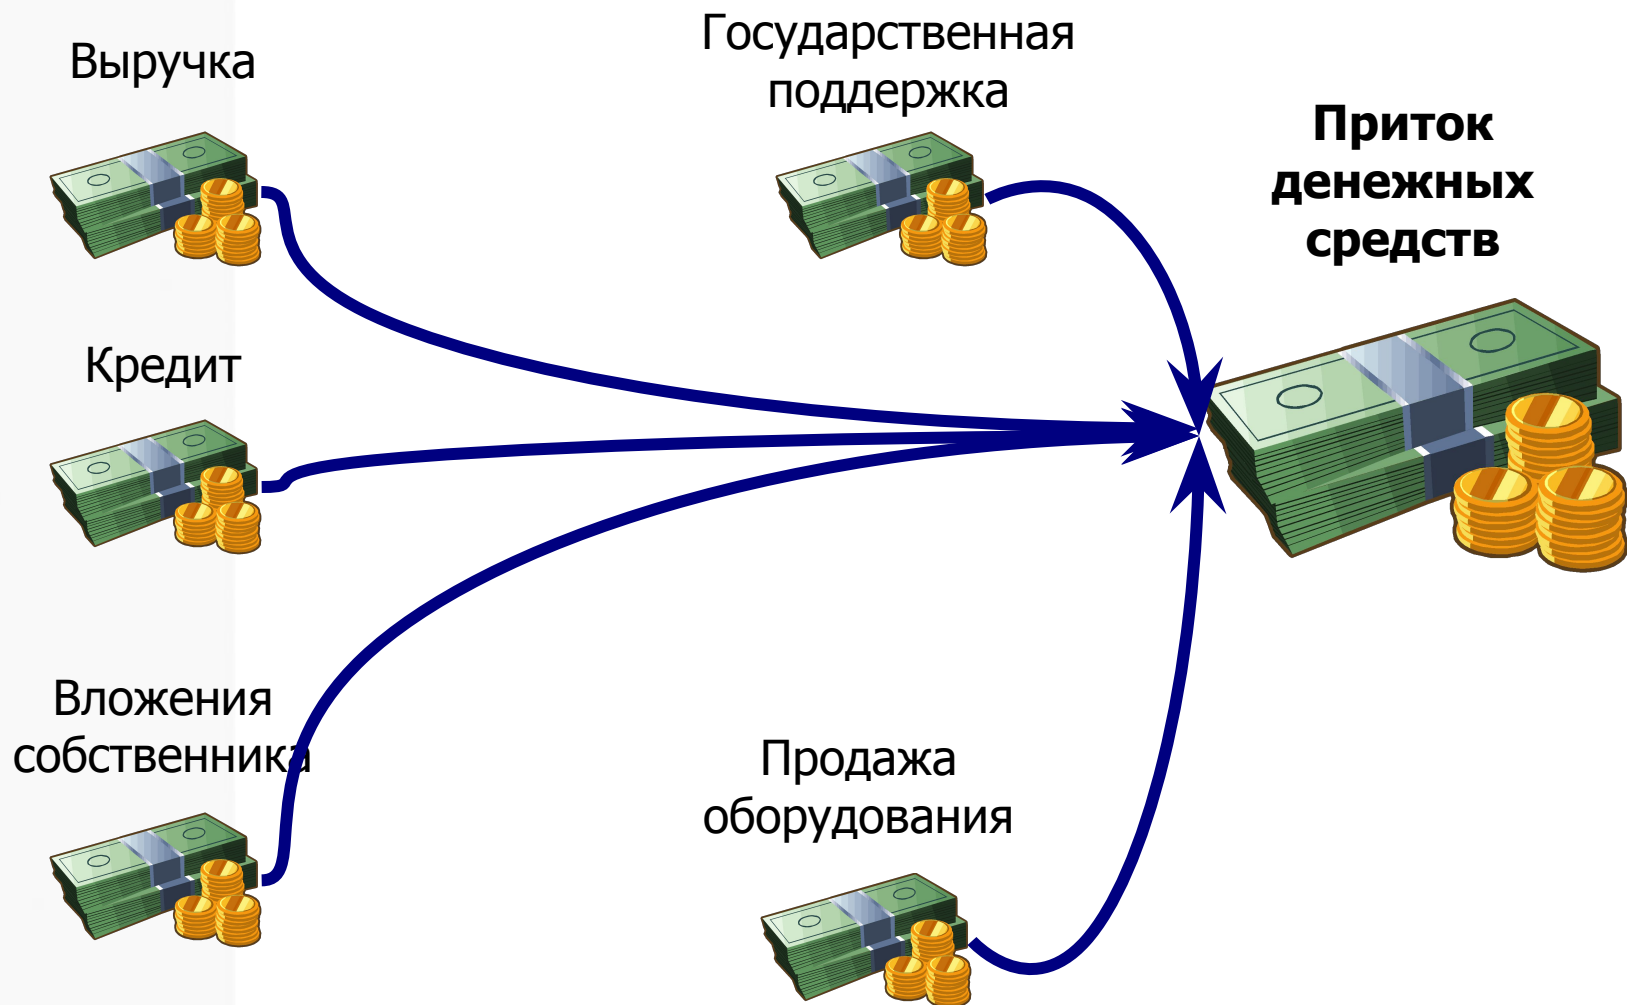 Выручка
Государственная
поддержка
Приток
денежных
средств
Кредит
Вложения
собственника
Продажа
оборудования